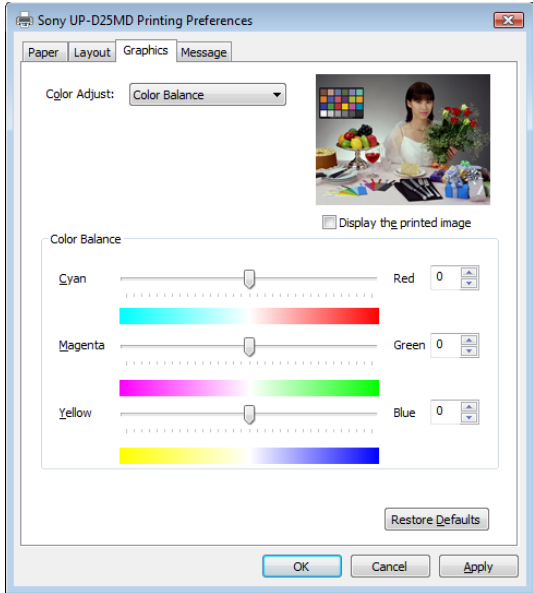 Sony UP-D25MD Printing Preferences
Paper Layout Graphics Message
Color Adjust: Color Balance
Display the printed image
Color Balance
Cyan Red 0
Magenta Green 0
Yellow Blue 0
Restore Defaults
OK Cancel Apply